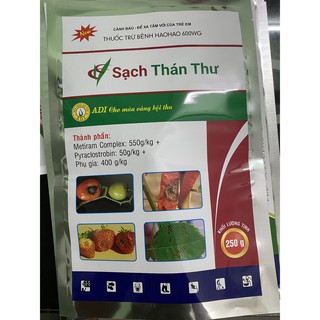 New
CẢNH BÁO - ĐỂ XA TẦM VỚI CỦA TRẺ EM
THUỐC TRỪ BỆNH HAOHAO 600WG
Sạch Thán Thư
ADI Cho mùa vàng bội thu
Thành phần:
Metiram Complex: 550g/kg +
Pyraclostrobin: 50g/kg +
Phụ gia: 400 g/kg
KHỐI LƯỢNG TỊNH
250 g